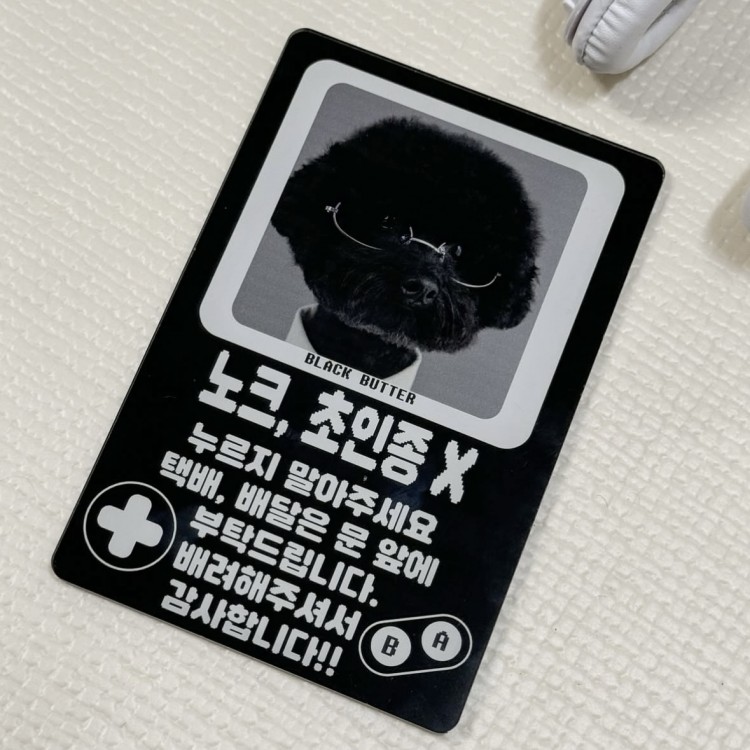 BLACK BUTTER
노크, 초인종 X
누르지 말아주세요
택배, 배달은 문 앞에
부탁드립니다.
배려해주셔서
감사합니다!!
B A